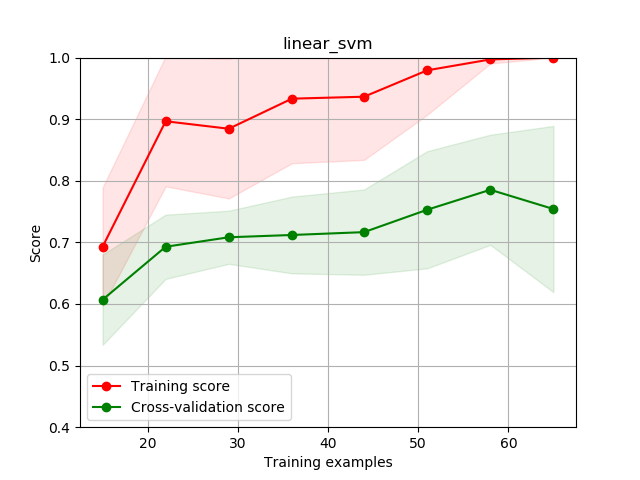 linear_svm
Score
1.0
0.9
0.8
0.7
0.6
0.5
0.4
Training score
Cross-validation score
20
30
40
50
60
Training examples